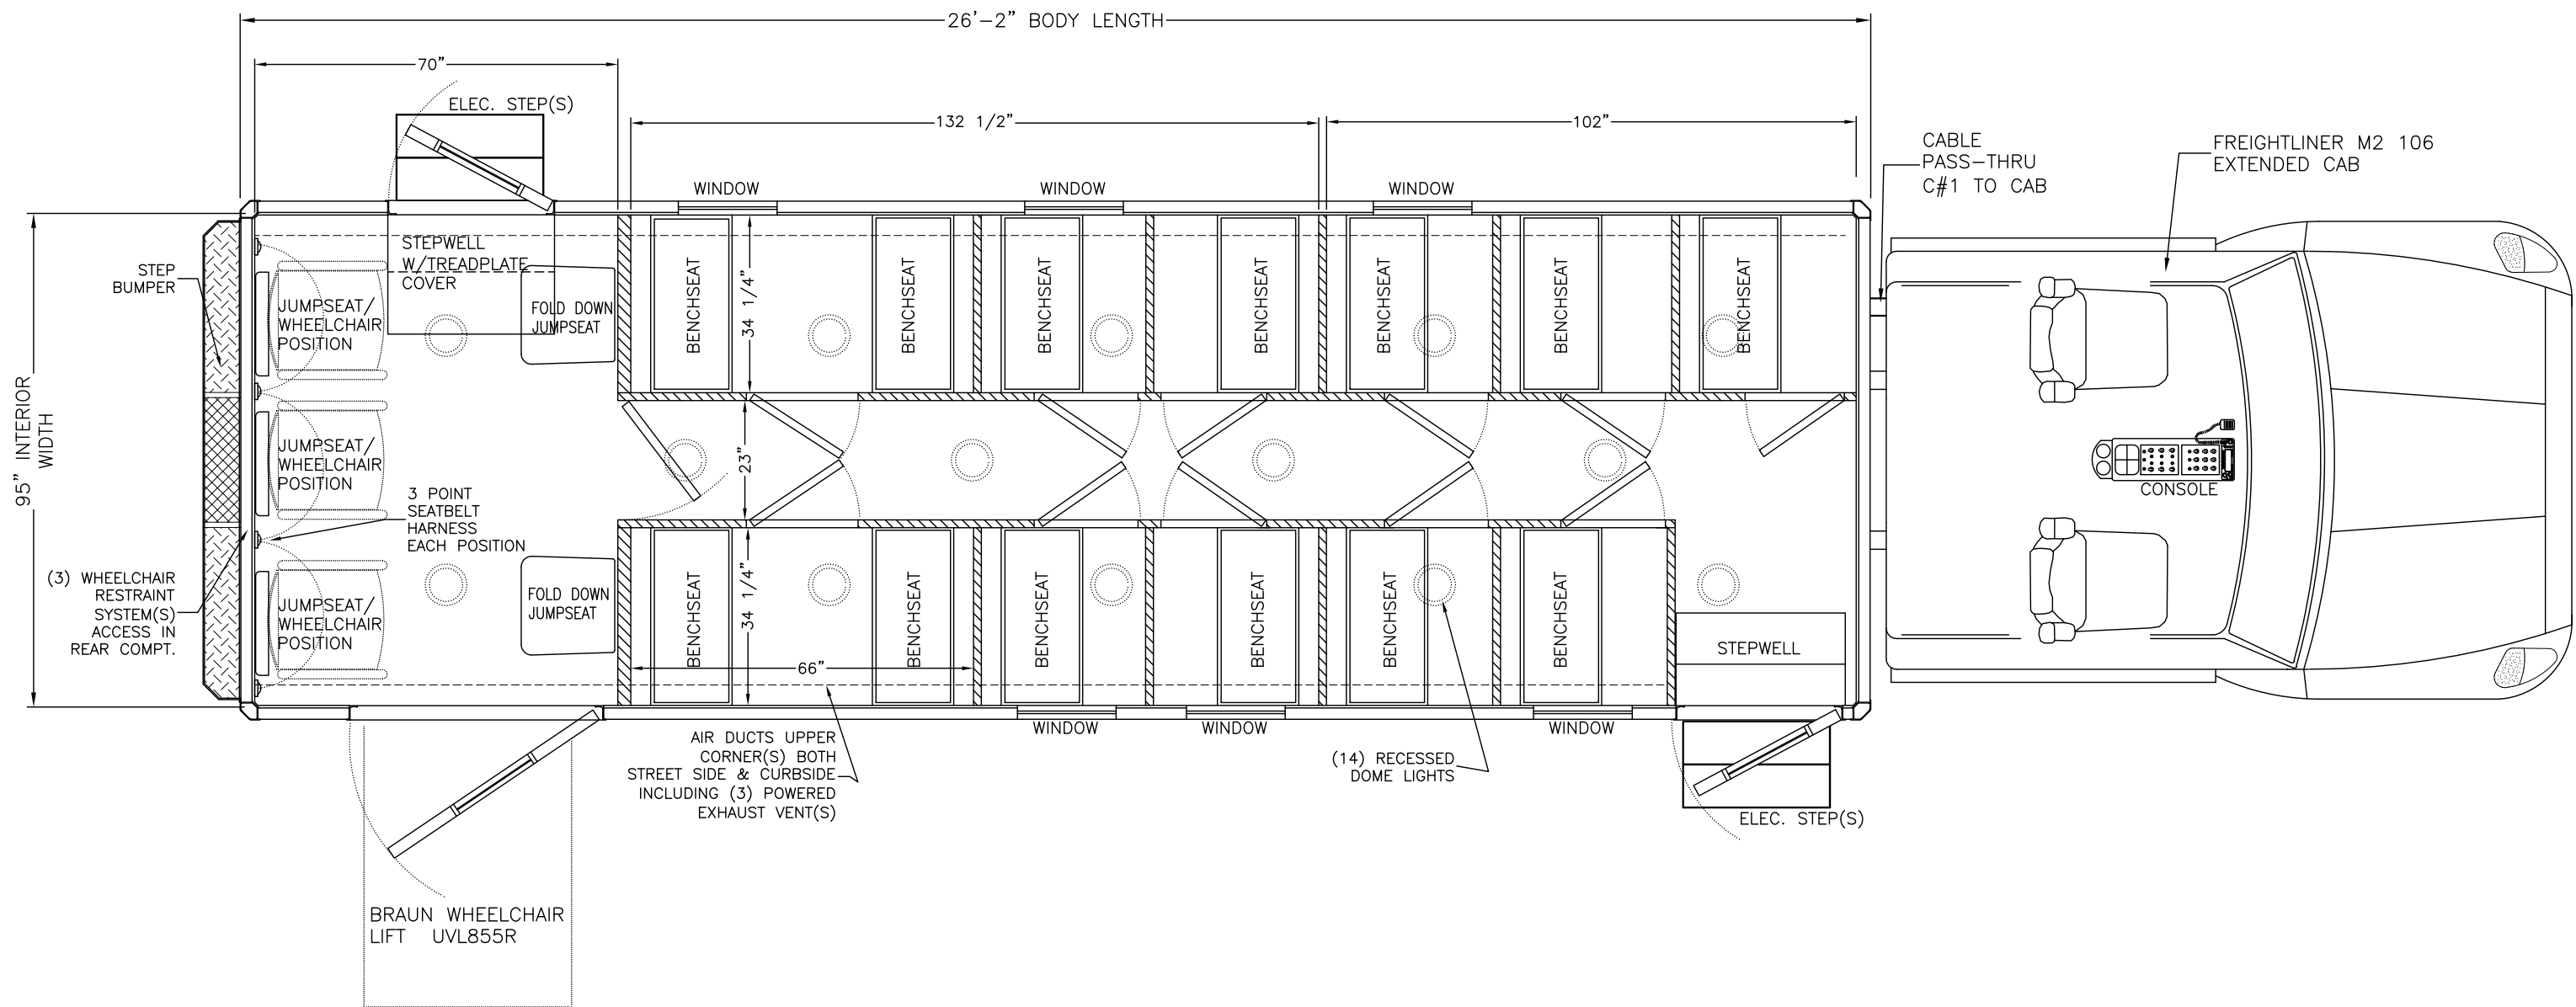 26'-2" BODY LENGTH
70"
ELEC. STEP(S)
132 1/2"
102"
CABLE
PASS-THRU
C#1 TO CAB
FREIGHTLINER M2 106
EXTENDED CAB
WINDOW
WINDOW
WINDOW
STEP
BUMPER
STEPWELL
W/TREADPLATE
COVER
JUMPSEAT/
WHEELCHAIR
POSITION
FOLD DOWN
JUMPSEAT
BENCHSEAT
34 1/4"
BENCHSEAT
BENCHSEAT
BENCHSEAT
BENCHSEAT
BENCHSEAT
BENCHSEAT
95" INTERIOR
WIDTH
JUMPSEAT/
WHEELCHAIR
POSITION
23"
CONSOLE
3 POINT
SEATBELT
HARNESS
EACH POSITION
(3) WHEELCHAIR
RESTRAINT
SYSTEM(S)
ACCESS IN
REAR COMPT.
JUMPSEAT/
WHEELCHAIR
POSITION
FOLD DOWN
JUMPSEAT
BENCHSEAT
34 1/4"
BENCHSEAT
BENCHSEAT
BENCHSEAT
BENCHSEAT
BENCHSEAT
66"
STEPWELL
WINDOW
WINDOW
WINDOW
AIR DUCTS UPPER
CORNER(S) BOTH
STREET SIDE & CURBSIDE
INCLUDING (3) POWERED
EXHAUST VENT(S)
(14) RECESSED
DOME LIGHTS
ELEC. STEP(S)
BRAUN WHEELCHAIR
LIFT UVL855R